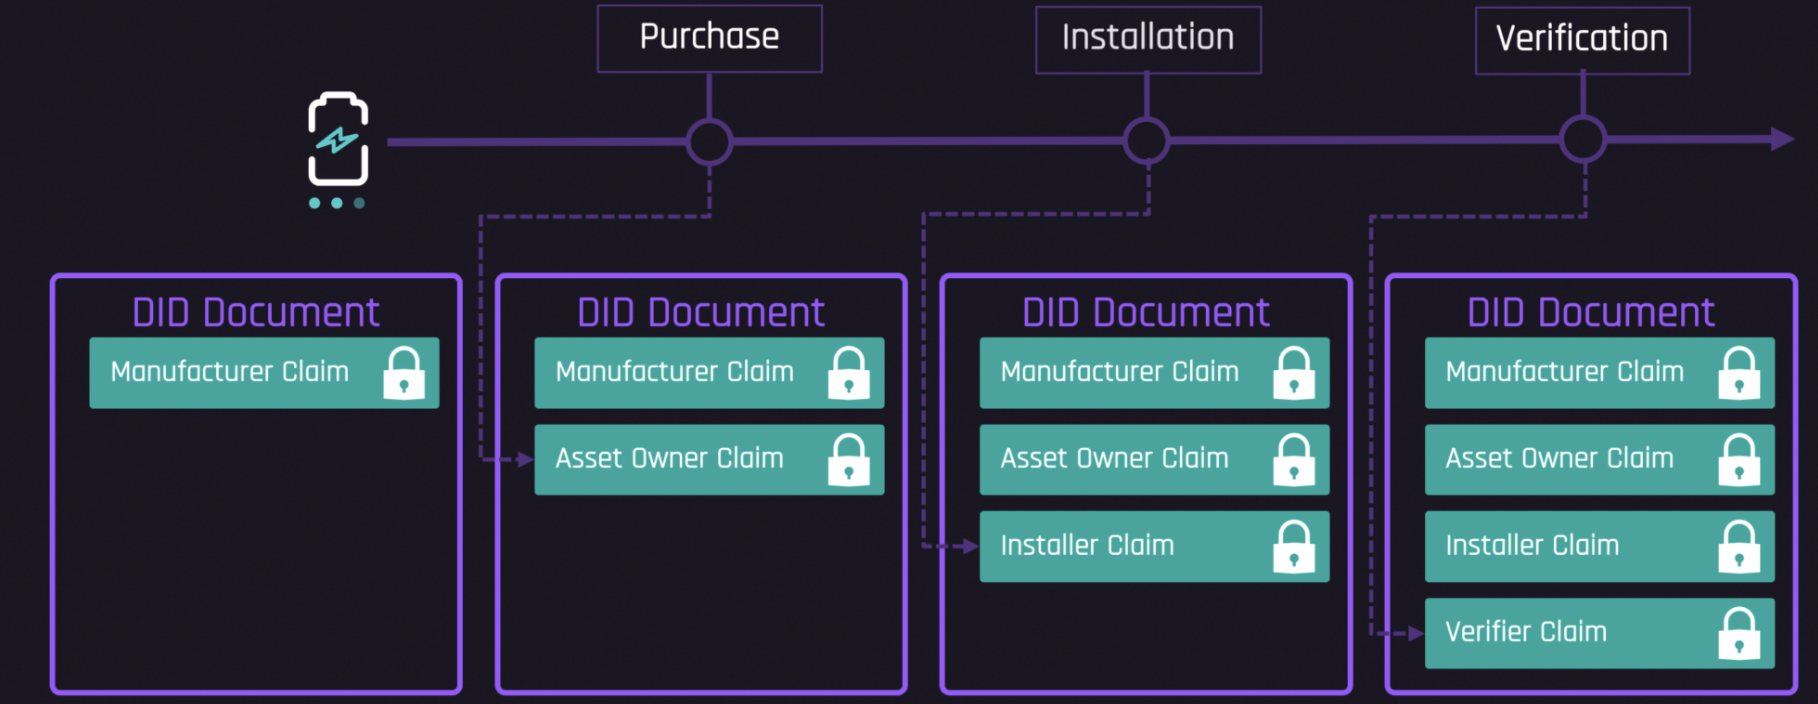 Purchase
Installation
Verification
DID Document
Manufacturer Claim
DID Document
Manufacturer Claim
Asset Owner Claim
DID Document
Manufacturer Claim
Asset Owner Claim
Installer Claim
DID Document
Manufacturer Claim
Asset Owner Claim
Installer Claim
Verifier Claim